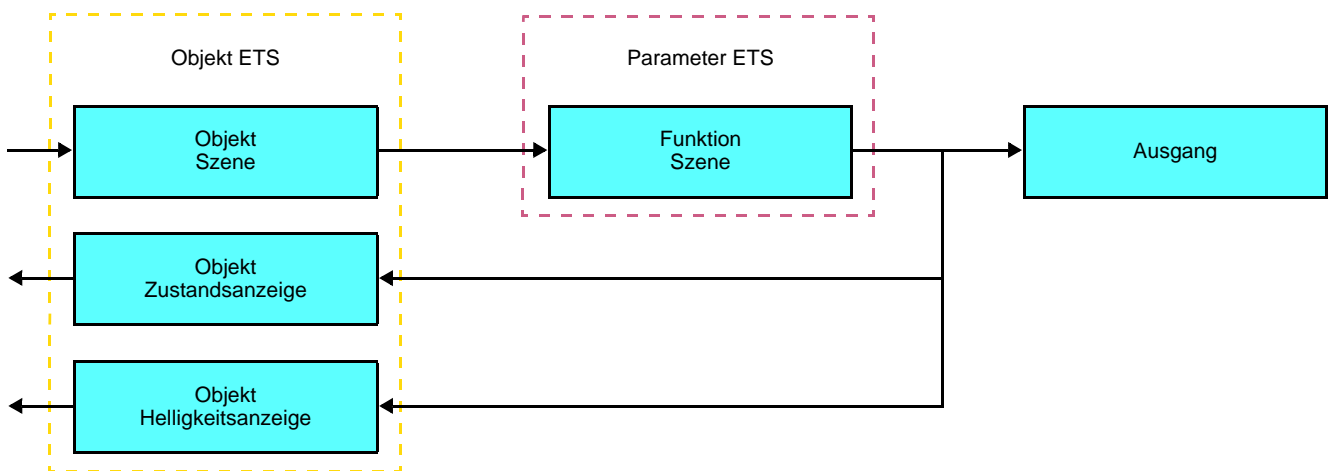 Objekt ETS
Parameter ETS
Objekt
Szene
Funktion
Szene
Ausgang
Objekt
Zustandsanzeige
Objekt
Helligkeitsanzeige